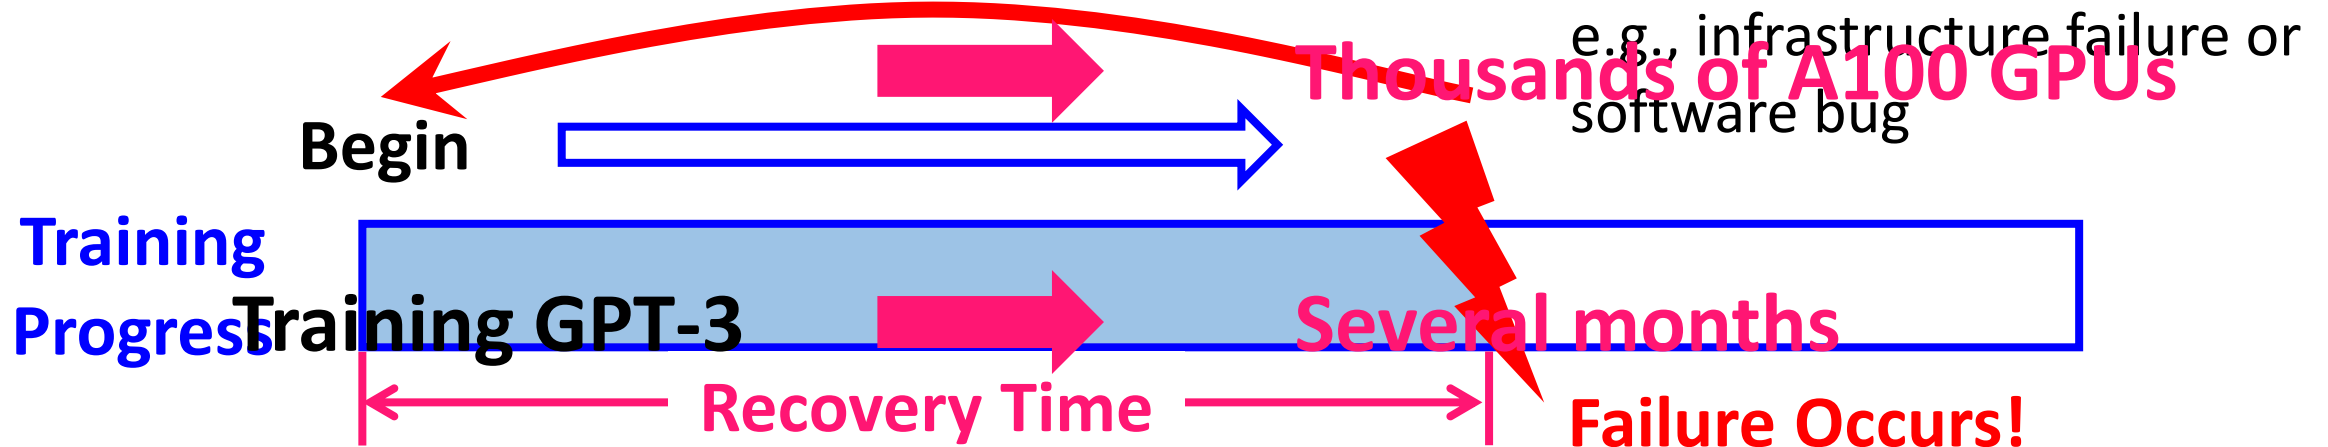 e.g., infrastructure failure or
software bug
Thousands of A100 GPUs
Begin
Training
Progress
Training GPT-3
Several months
Recovery Time
Failure Occurs!